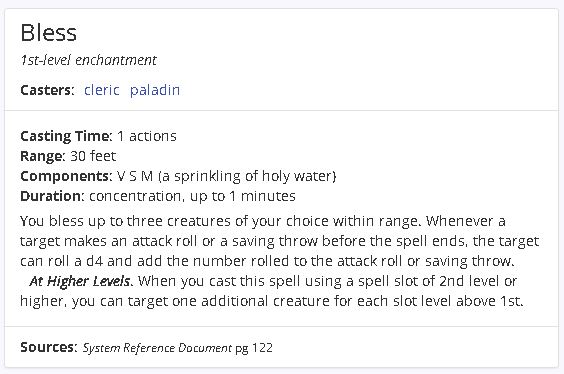 Bless
1st-level enchantment
Casters: cleric paladin
Casting Time: 1 actions
Range: 30 feet
Components: V S M (a sprinkling of holy water)
Duration: concentration, up to 1 minutes
You bless up to three creatures of your choice within range. Whenever a
target makes an attack roll or a saving throw before the spell ends, the target
can roll a d4 and add the number rolled to the attack roll or saving throw.
At Higher Levels. When you cast this spell using a spell slot of 2nd level or
higher, you can target one additional creature for each slot level above 1st.
Sources: System Reference Document pg 122